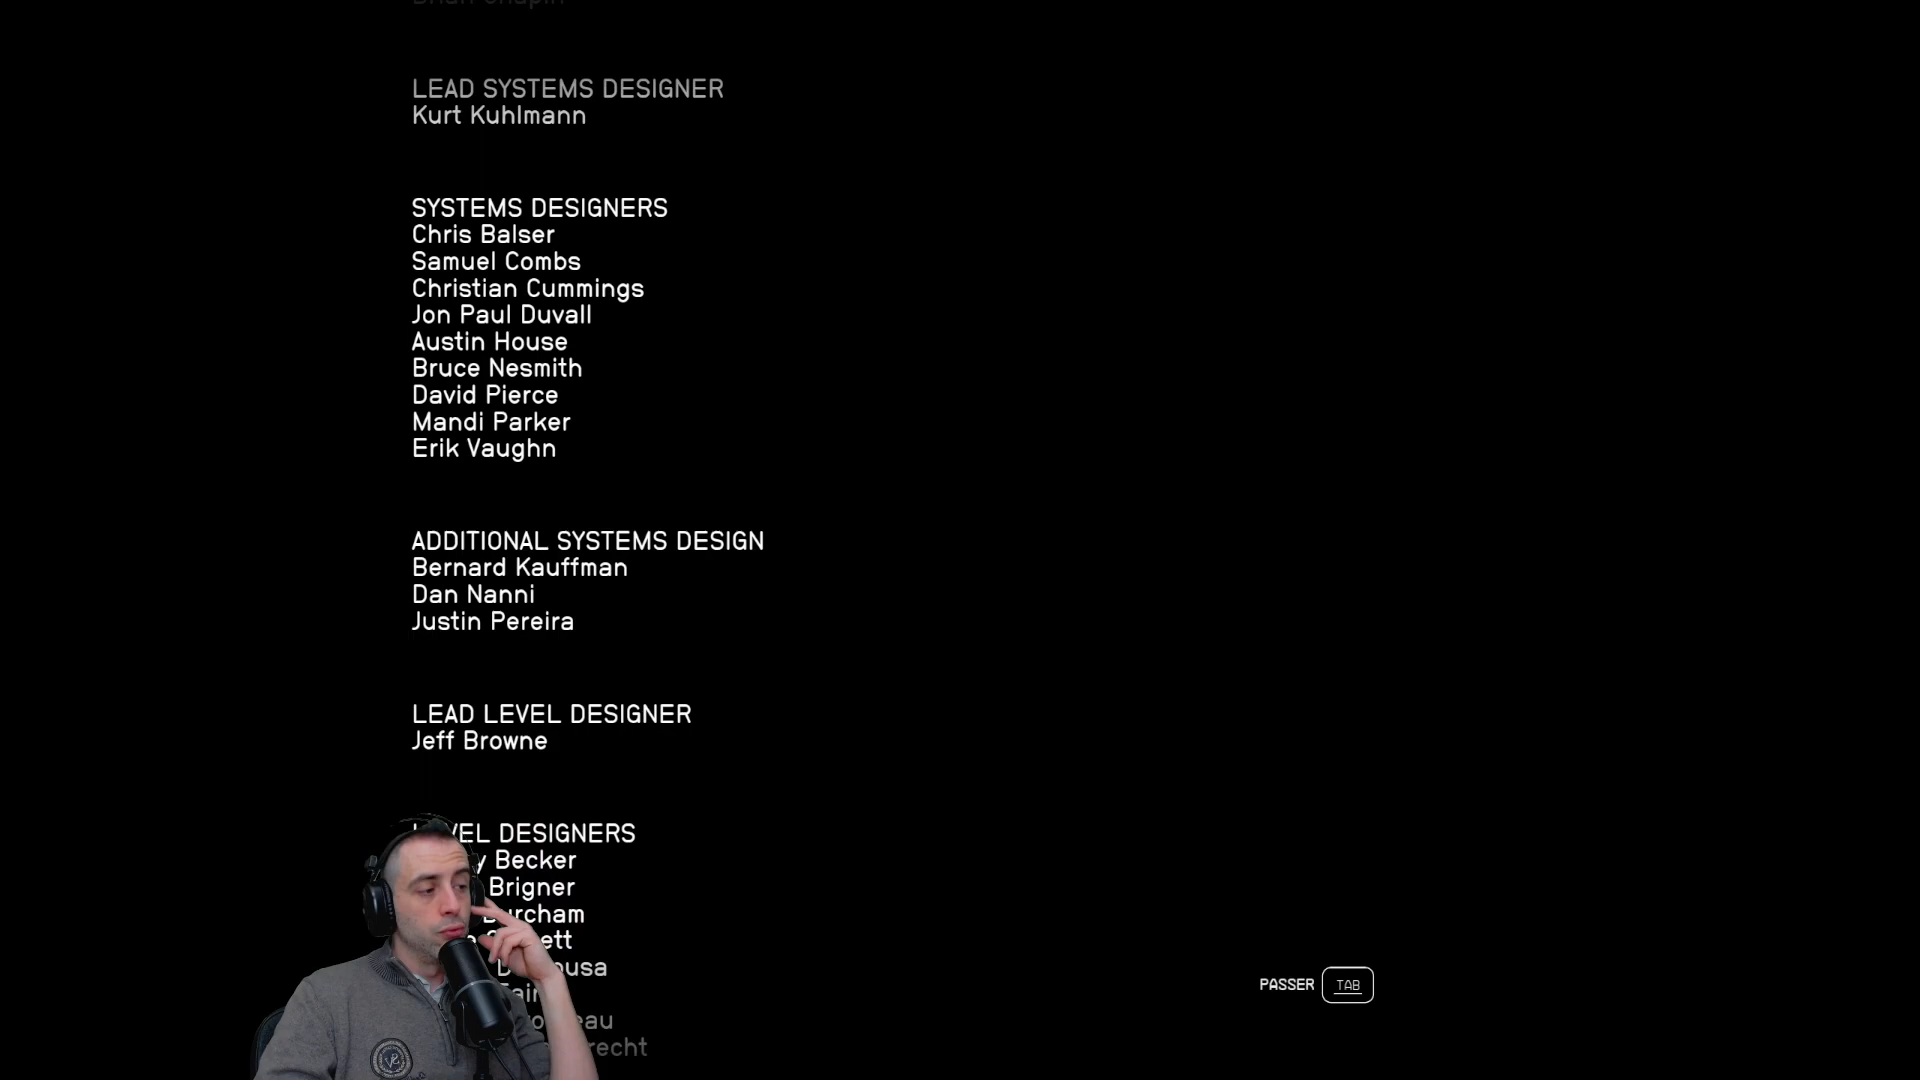 LEAD SYSTEMS DESIGNER
Kurt Kuhlmann
SYSTEMS DESIGNERS
Chris Balser
Samuel Combs
Christian Cummings
Jon Paul Duvall
Austin House
Bruce Nesmith
David Pierce
Mandi Parker
Erik Vaughn
ADDITIONAL SYSTEMS DESIGN
Bernard Kauffman
Dan Nanni
Justin Pereira
LEAD LEVEL DESIGNER
Jeff Browne
DESIGNERS
Becker
Brigner
PASSER TAB